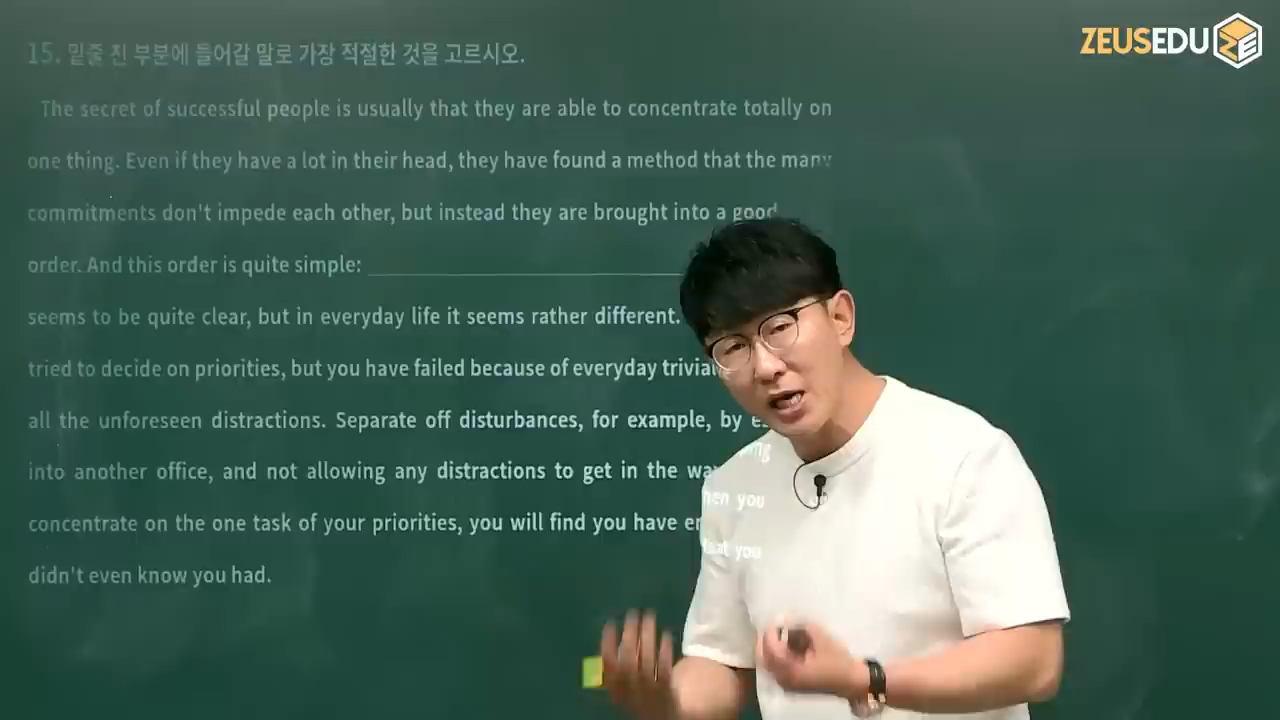 ZEUSEDU
15. 밑줄 친 부분에 들어갈 말로 가장 적절한 것을 고르시오.
The secret of successful people is usually that they are able to concentrate totally on
one thing. Even if they have a lot in their head, they have found a method that the many
commitments don't impede each other, but instead they are brought into a good
order. And this order is quite simple:
seems to be quite clear, but in everyday life it seems rather different.
tried to decide on priorities, but you have failed because of everyday
all the unforeseen distractions. Separate off disturbances, for example, by
into another office, and not allowing any distractions to get in the
you
concentrate on the one task of your priorities, you will find you have
you
didn't even know you had.